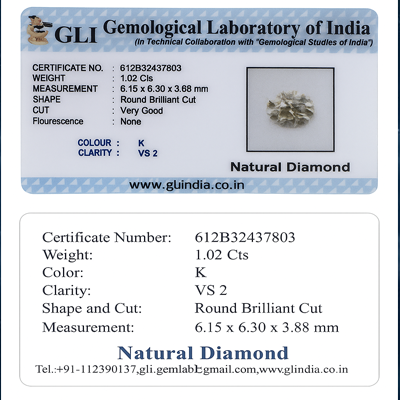 GLI Gemological Laboratory of India
(In Technical Collaboration with "Gemological Studies of India")
CERTIFICATE NO. : 612B32437803
WEIGHT : 1.02 Cts
MEASUREMENT : 6.15 x 6.30 x 3.68 mm
SHAPE : Round Brilliant Cut
CUT : Very Good
Flourescence : None
COLOUR : K
CLARITY : VS 2
Natural Diamond
www.gluindia.co.in
Certificate Number: 612B32437803
Weight: 1.02 Cts
Color: K
Clarity: VS 2
Shape and Cut: Round Brilliant Cut
Measurement: 6.15 x 6.30 x 3.88 mm
Natural Diamond
Tel.:+91-112390137,gli.gemlab:gmail.com,www.glindia.co.in